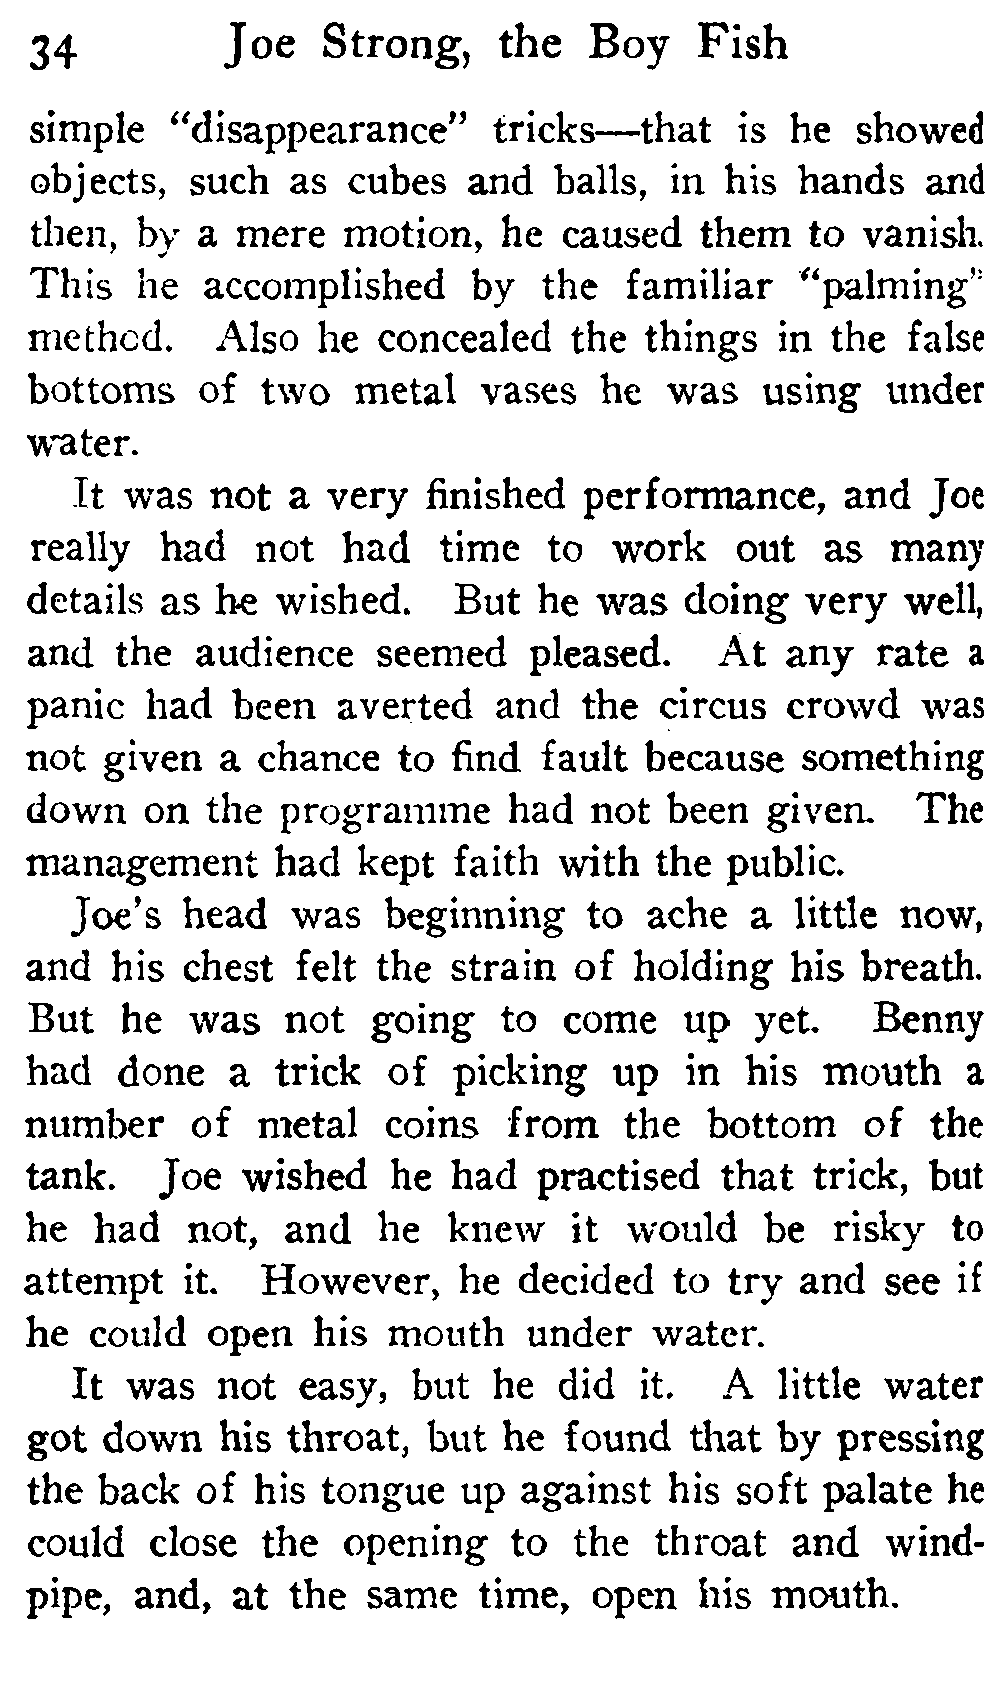 34 Joe Strong, the Boy Fish
simple "disappearance" tricks—that is he showed
objects, such as cubes and balls, in his hands and
then, by a mere motion, he caused them to vanish.
This he accomplished by the familiar "palming"
method. Also he concealed the things in the false
bottoms of two metal vases he was using under
water.
It was not a very finished performance, and Joe
really had not had time to work out as many
details as he wished. But he was doing very well,
and the audience seemed pleased. At any rate a
panic had been averted and the circus crowd was
not given a chance to find fault because something
down on the programme had not been given. The
management had kept faith with the public.
Joe's head was beginning to ache a little now,
and his chest felt the strain of holding his breath.
But he was not going to come up yet. Benny
had done a trick of picking up in his mouth a
number of metal coins from the bottom of the
tank. Joe wished he had practised that trick, but
he had not, and he knew it would be risky to
attempt it. However, he decided to try and see if
he could open his mouth under water.
It was not easy, but he did it. A little water
got down his throat, but he found that by pressing
the back of his tongue up against his soft palate he
could close the opening to the throat and wind-
pipe, and, at the same time, open his mouth.